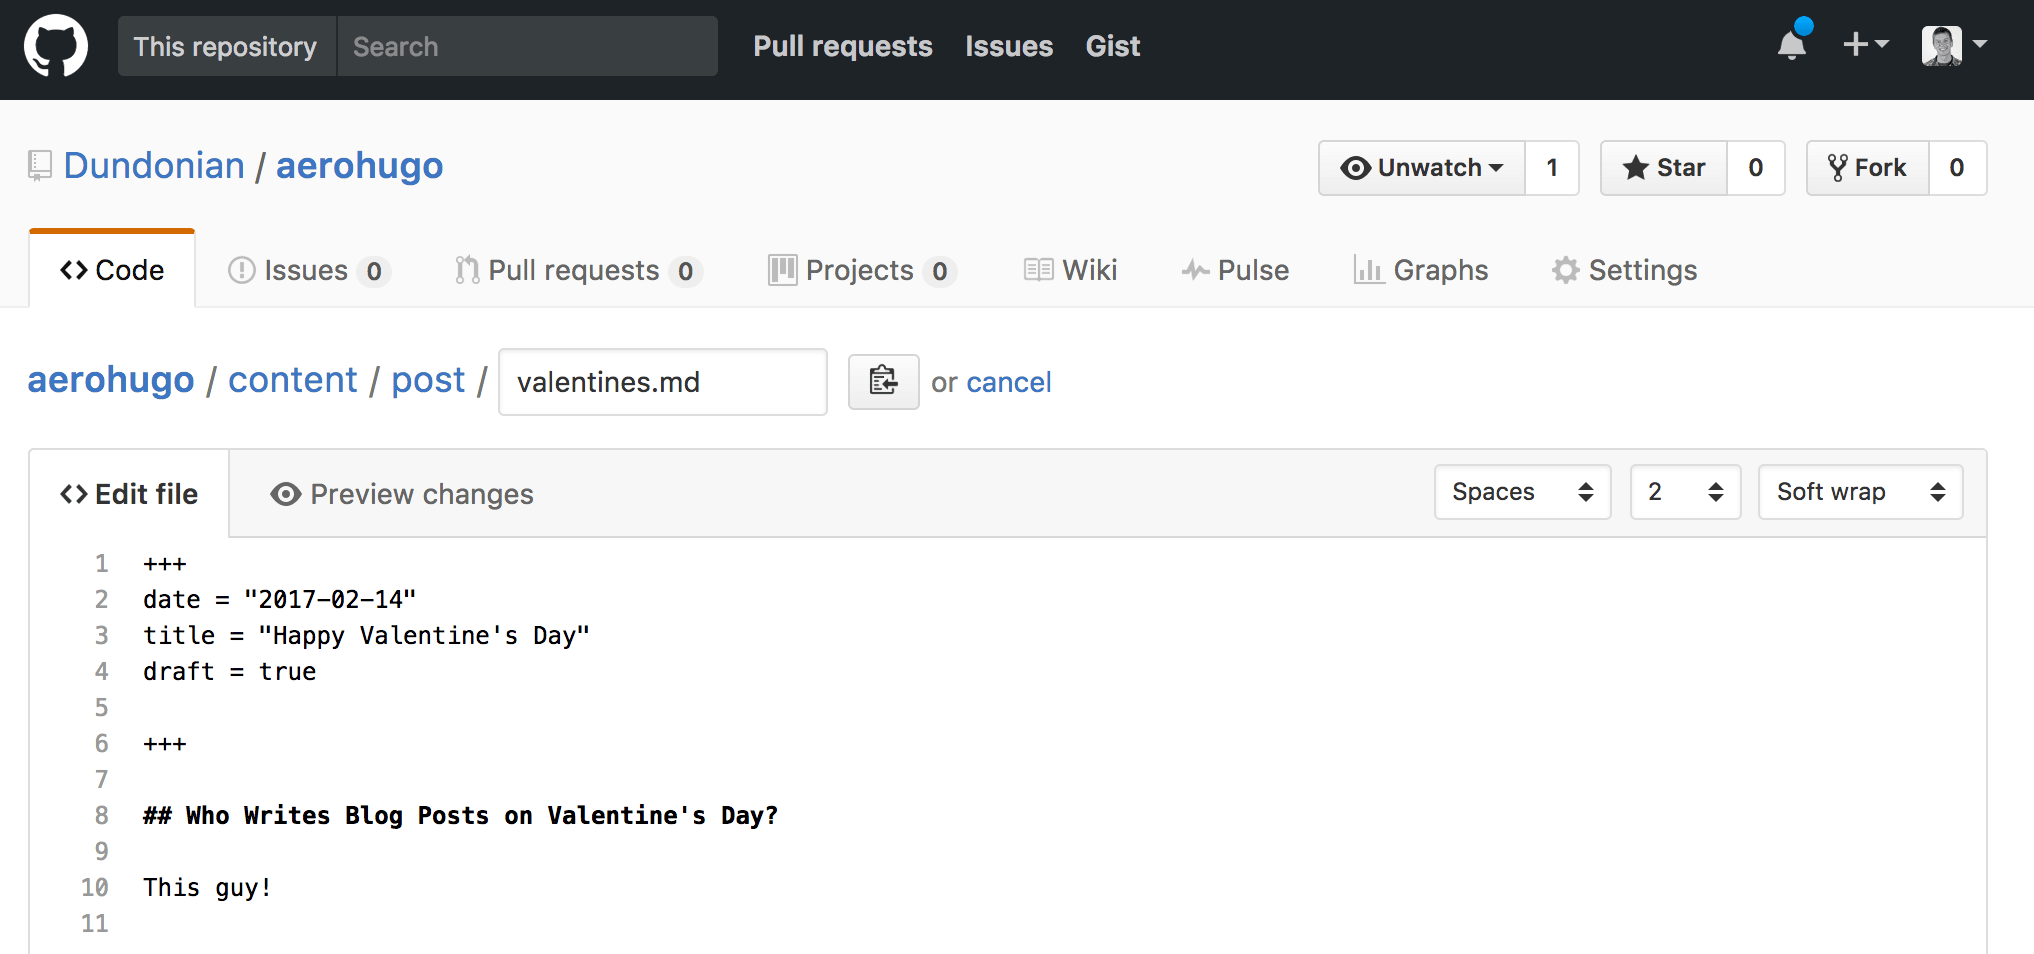 This repository Search Pull requests Issues Gist
Dundonian / aerohugo Unwatch 1 Star 0 Fork 0
Code Issues 0 Pull requests 0 Projects 0 Wiki Pulse Graphs Settings
aerohugo / content / post / valentines.md or cancel
Edit file Preview changes Spaces 2 Soft wrap
1 +++
2 date = "2017-02-14"
3 title = "Happy Valentine's Day"
4 draft = true
5
6 +++
7
8 ## Who Writes Blog Posts on Valentine's Day?
9
10 This guy!
11